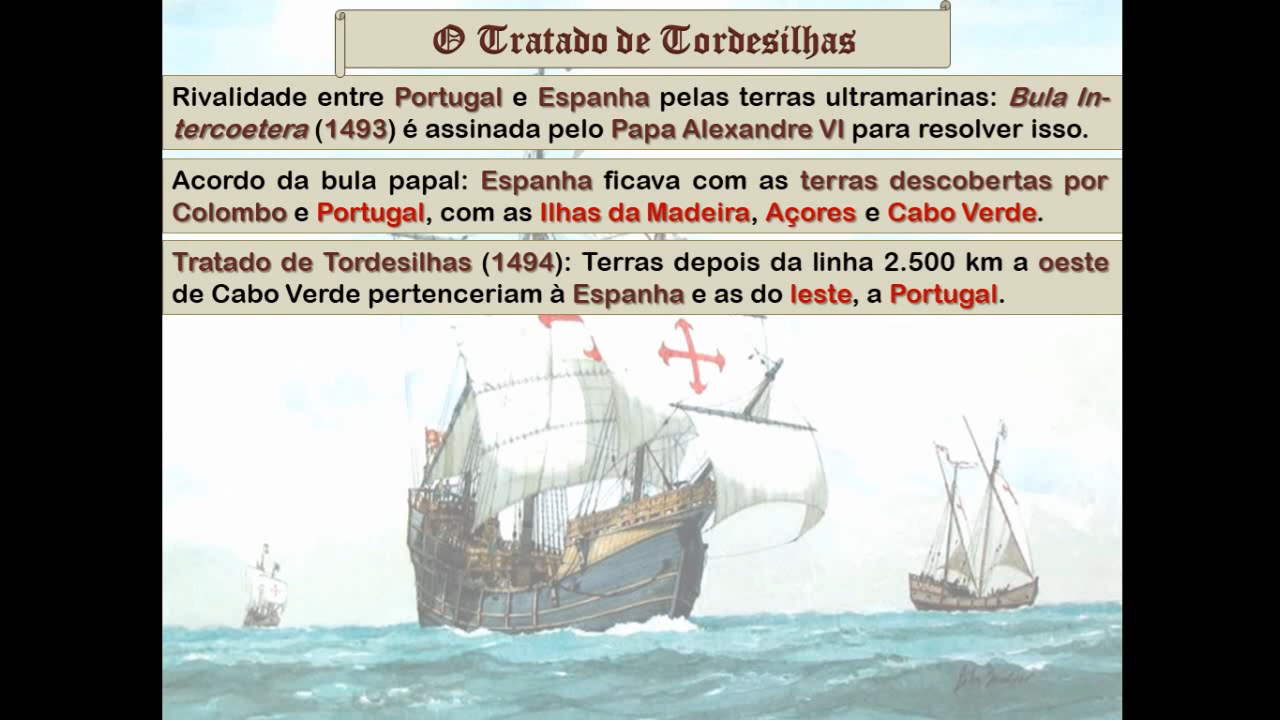 O Tratado de Tordesilhas
Rivalidade entre Portugal e Espanha pelas terras ultramarinas: Bula In-
tercoetera (1493) é assinada pelo Papa Alexandre VI para resolver isso.
Acordo da bula papal: Espanha ficava com as terras descobertas por
Colombo e Portugal, com as Ilhas da Madeira, Açores e Cabo Verde.
Tratado de Tordesilhas (1494): Terras depois da linha 2.500 km a oeste
de Cabo Verde pertenceriam à Espanha e as do leste, a Portugal.